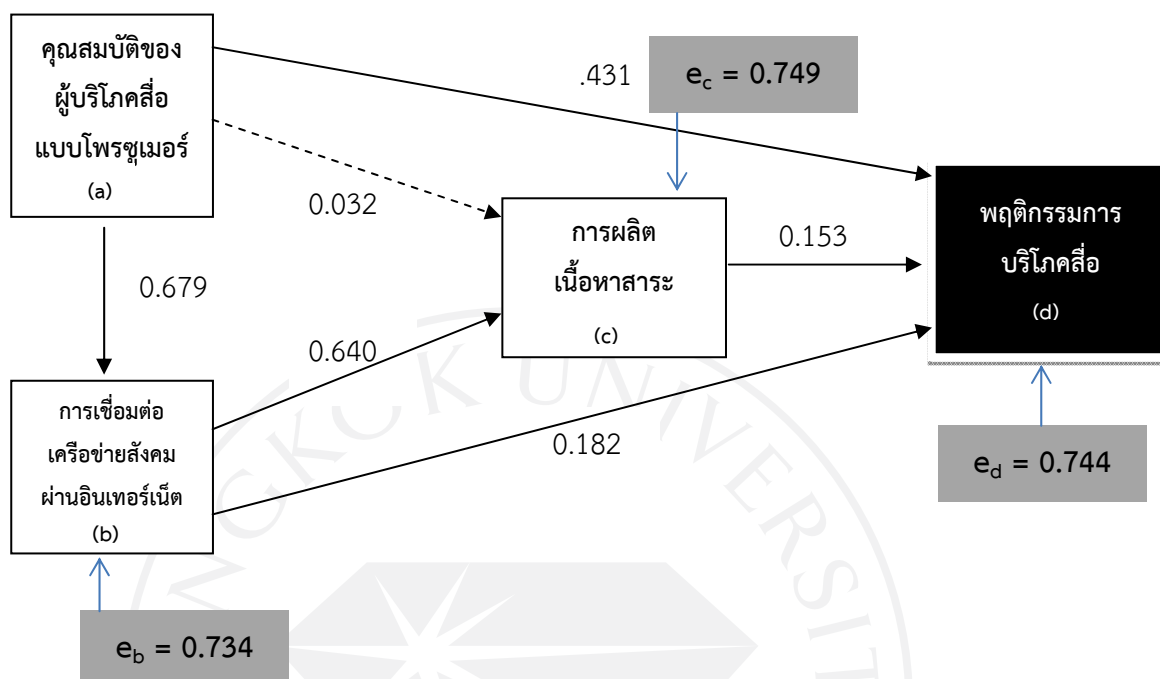 คุณสมบัติของ
ผู้บริโภคสื่อ
แบบโพรซูเมอร์
(a)
.431
e_c = 0.749
0.032
การผลิต
เนื้อหาสาระ
(c)
0.153
พฤติกรรมการ
บริโภคสื่อ
(d)
0.679
0.640
การเชื่อมต่อ
เครือข่ายสังคม
ผ่านอินเทอร์เน็ต
(b)
0.182
e_d = 0.744
e_b = 0.734
NGKOK UNIVERSIT